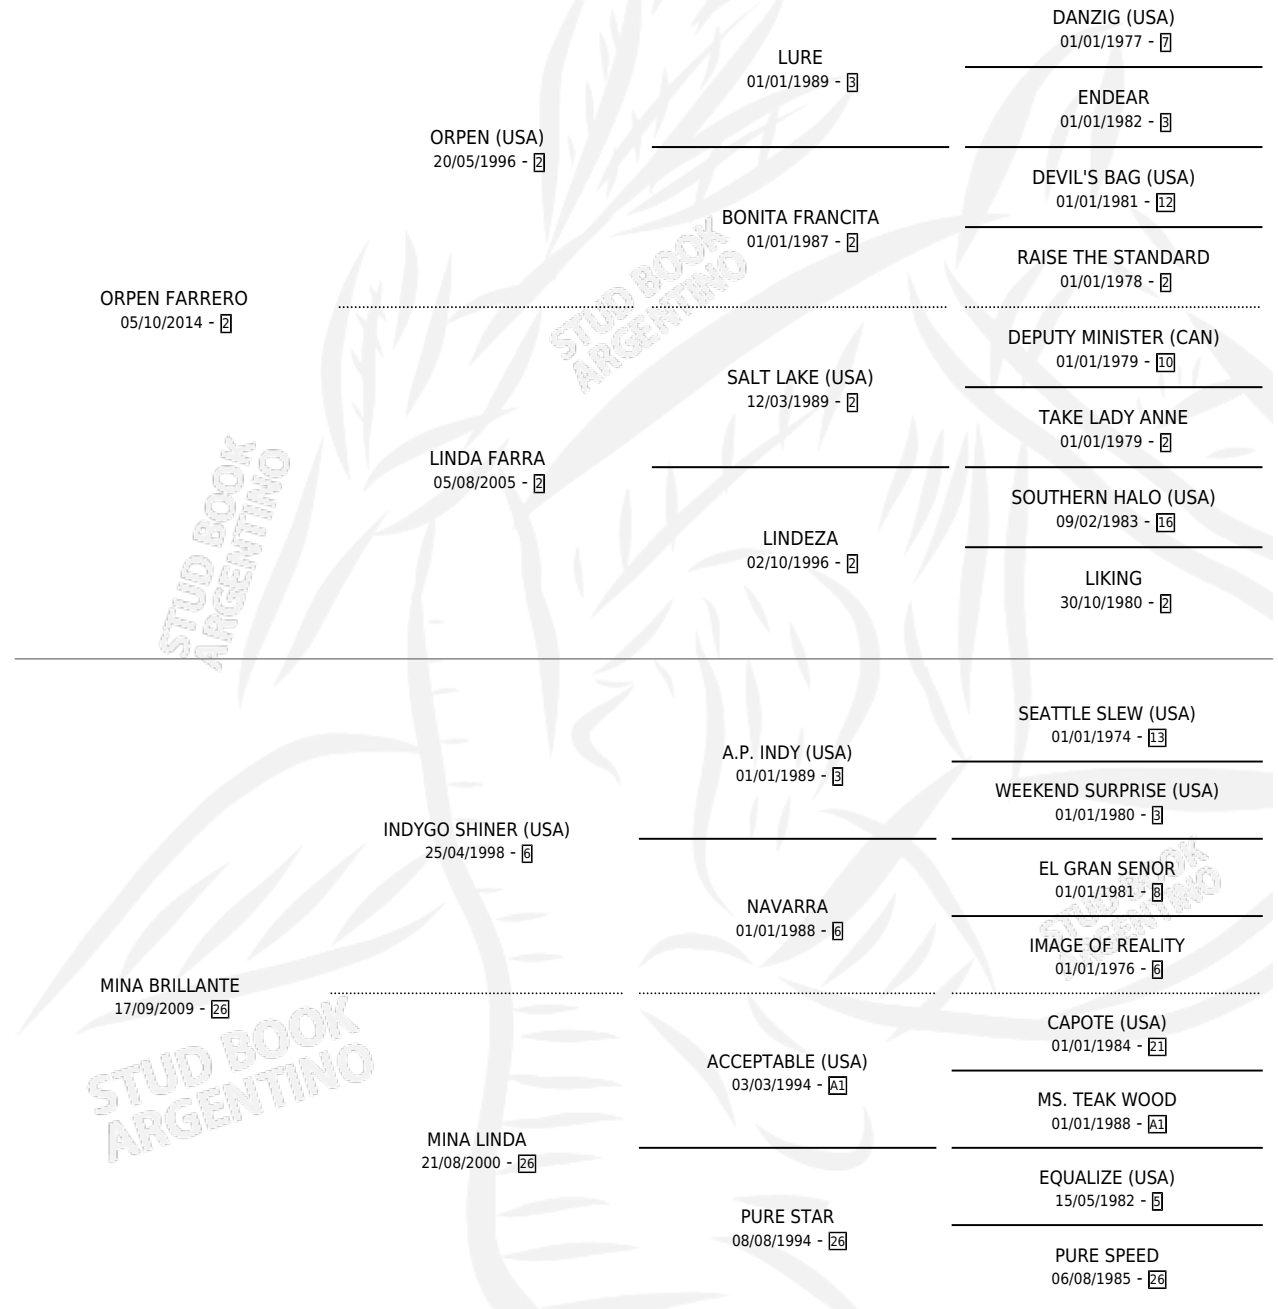 DANZIG (USA)
01/01/1977 - 7
LURE
01/01/1989 - 3
ENDEAR
01/01/1982 - 3
ORPEN (USA)
20/05/1996 - 2
DEVIL'S BAG (USA)
01/01/1981 - 12
BONITA FRANCITA
01/01/1987 - 2
RAISE THE STANDARD
01/01/1978 - 2
ORPEN FARRERO
05/10/2014 - 2
DEPUTY MINISTER (CAN)
01/01/1979 - 10
SALT LAKE (USA)
12/03/1989 - 2
TAKE LADY ANNE
01/01/1979 - 2
LINDA FARRA
05/08/2005 - 2
SOUTHERN HALO (USA)
09/02/1983 - 16
LINDEZA
02/10/1996 - 2
LIKING
30/10/1980 - 2
STUD BOOK
ARGENTINO
STUD BOOK
ARGENTINO
SEATTLE SLEW (USA)
01/01/1974 - 13
A.P. INDY (USA)
01/01/1989 - 3
WEEKEND SURPRISE (USA)
01/01/1980 - 3
INDYGO SHINER (USA)
25/04/1998 - 6
EL GRAN SENOR
01/01/1981 - 8
NAVARRA
01/01/1988 - 6
IMAGE OF REALITY
01/01/1976 - 6
MINA BRILLANTE
17/09/2009 - 26
CAPOTE (USA)
01/01/1984 - 21
ACCEPTABLE (USA)
03/03/1994 - A1
MS. TEAK WOOD
01/01/1988 - A1
MINA LINDA
21/08/2000 - 26
EQUALIZE (USA)
15/05/1982 - 5
PURE STAR
08/08/1994 - 26
PURE SPEED
06/08/1985 - 26
STUD BOOK
ARGENTINO
STUD BOOK
ARGENTINO